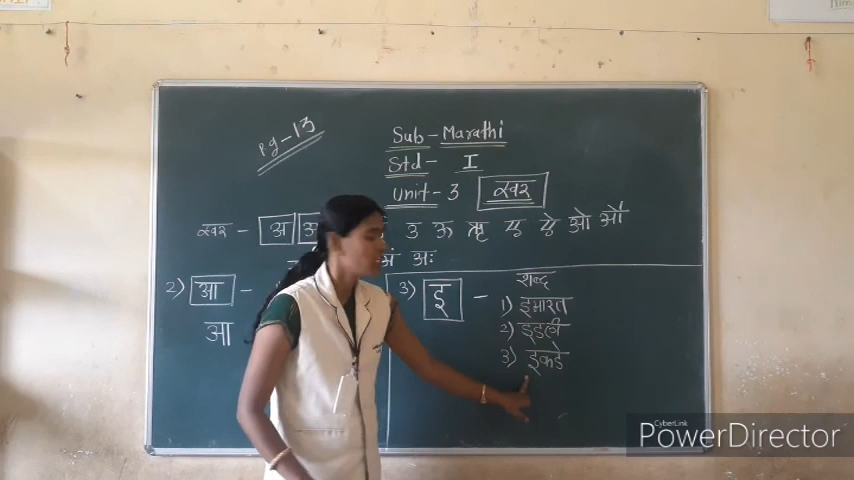 pg-13
Sub-Marathi
Std- I
Unit-3 स्वर
स्वर - अ उ ऊ ऋ ए ऐ ओ औ
अं अः
2) आ -
आ
3) इ - शब्द
1) इमारत
2) इडली
3) इकडे
CyberLink
PowerDirector